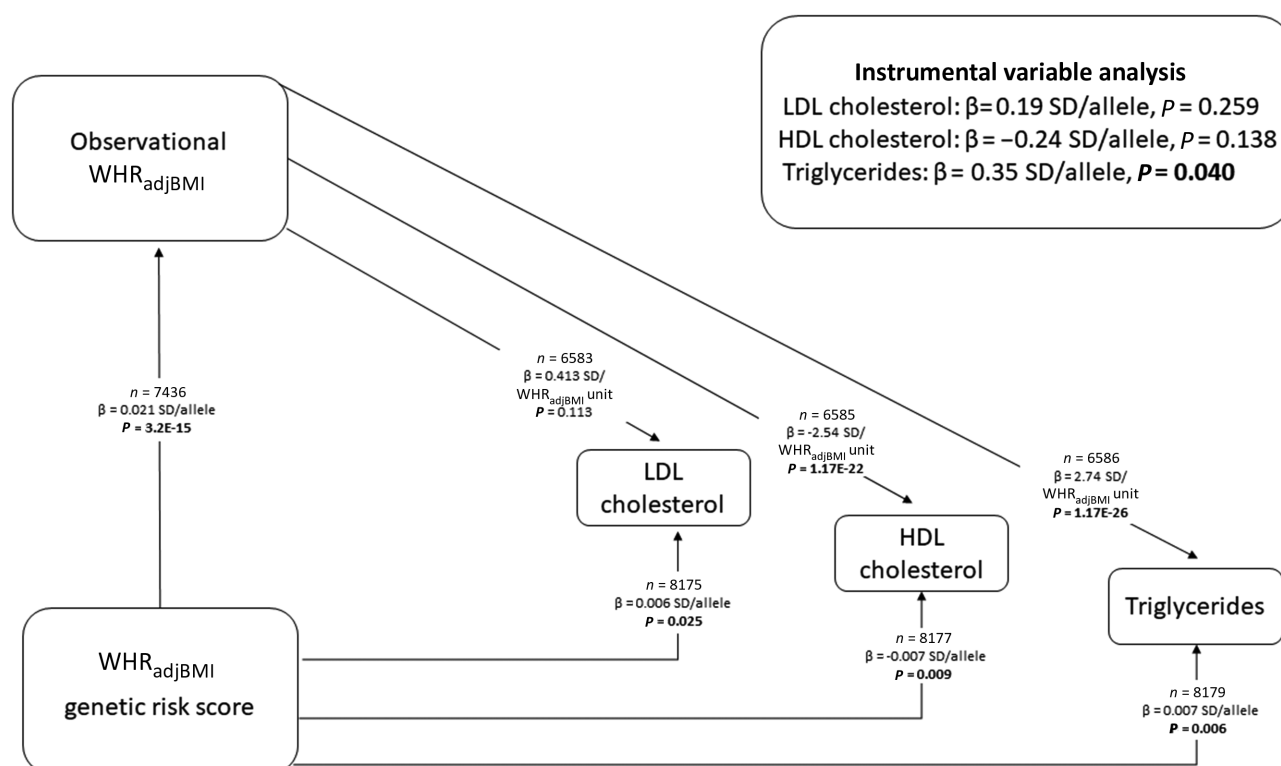 Instrumental variable analysis
LDL cholesterol: β= 0.19 SD/allele, P = 0.259
HDL cholesterol: β = −0.24 SD/allele, P = 0.138
Triglycerides: β = 0.35 SD/allele, P = 0.040
Observational
WHRadjBMI
n = 7436
β = 0.021 SD/allele
P = 3.2E-15
n = 6583
β = 0.413 SD/
WHRadjBMI unit
P = 0.113
n = 6585
β = -2.54 SD/
WHRadjBMI unit
P = 1.17E-22
n = 6586
β = 2.74 SD/
WHRadjBMI unit
P = 1.17E-26
LDL
cholesterol
HDL
cholesterol
Triglycerides
n = 8175
β = 0.006 SD/allele
P = 0.025
n = 8177
β = -0.007 SD/allele
P = 0.009
n = 8179
β = 0.007 SD/allele
P = 0.006
WHRadjBMI
genetic risk score